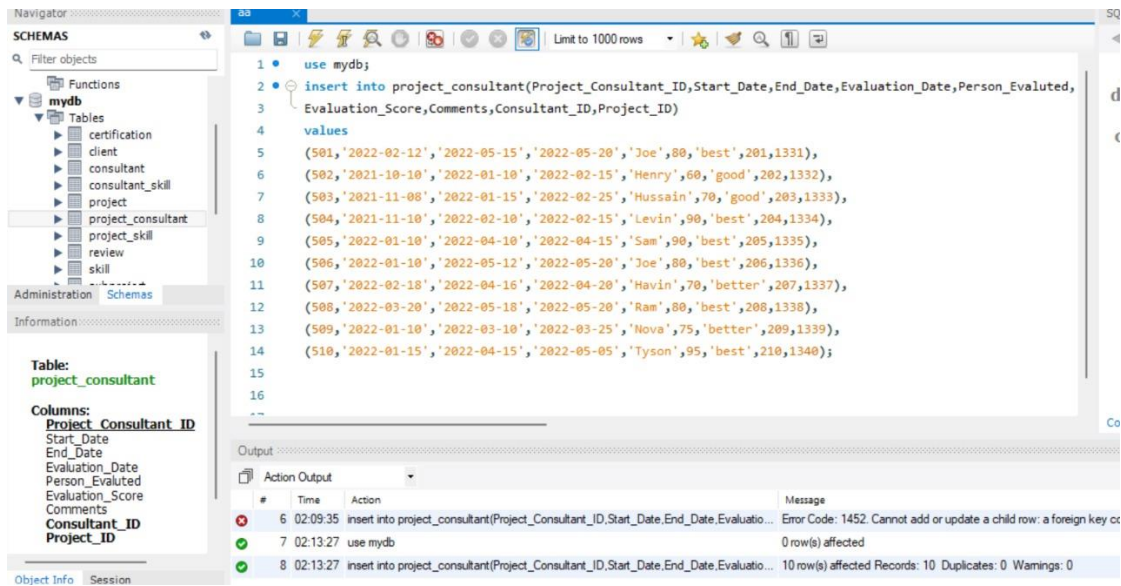 Navigator
SCHEMAS
Filter objects
Functions
mydb
Tables
certification
client
consultant
consultant_skill
project
project_consultant
project_skill
review
skill
Administration Schemas
Information
Table:
project_consultant
Columns:
Project_Consultant_ID
Start_Date
End_Date
Evaluation_Date
Person_Evaluted
Evaluation_Score
Comments
Consultant_ID
Project_ID
Object Info Session
aa
Limit to 1000 rows
1 use mydb;
2 insert into project_consultant(Project_Consultant_ID,Start_Date,End_Date,Evaluation_Date,Person_Evaluted,
3 Evaluation_Score,Comments,Consultant_ID,Project_ID)
4 values
5 (501,'2022-02-12','2022-05-15','2022-05-20','Joe',80,'best',201,1331),
6 (502,'2021-10-10','2022-01-10','2022-02-15','Henry',60,'good',202,1332),
7 (503,'2021-11-08','2022-01-15','2022-02-25','Hussain',70,'good',203,1333),
8 (504,'2021-11-10','2022-02-10','2022-02-15','Levin',90,'best',204,1334),
9 (505,'2022-01-10','2022-04-10','2022-04-15','Sam',90,'best',205,1335),
10 (506,'2022-01-10','2022-05-12','2022-05-20','Joe',80,'best',206,1336),
11 (507,'2022-02-18','2022-04-16','2022-04-20','Havin',70,'better',207,1337),
12 (508,'2022-03-20','2022-05-18','2022-05-20','Ram',80,'best',208,1338),
13 (509,'2022-01-10','2022-03-10','2022-03-25','Nova',75,'better',209,1339),
14 (510,'2022-01-15','2022-04-15','2022-05-05','Tyson',95,'best',210,1340);
15
16
Output
Action Output
# Time Action Message
6 02:09:35 insert into project_consultant(Project_Consultant_ID,Start_Date,End_Date,Evaluatio... Error Code: 1452. Cannot add or update a child row: a foreign key co
7 02:13:27 use mydb 0 row(s) affected
8 02:13:27 insert into project_consultant(Project_Consultant_ID,Start_Date,End_Date,Evaluatio... 10 row(s) affected Records: 10 Duplicates: 0 Warnings: 0
SQ
d
Co